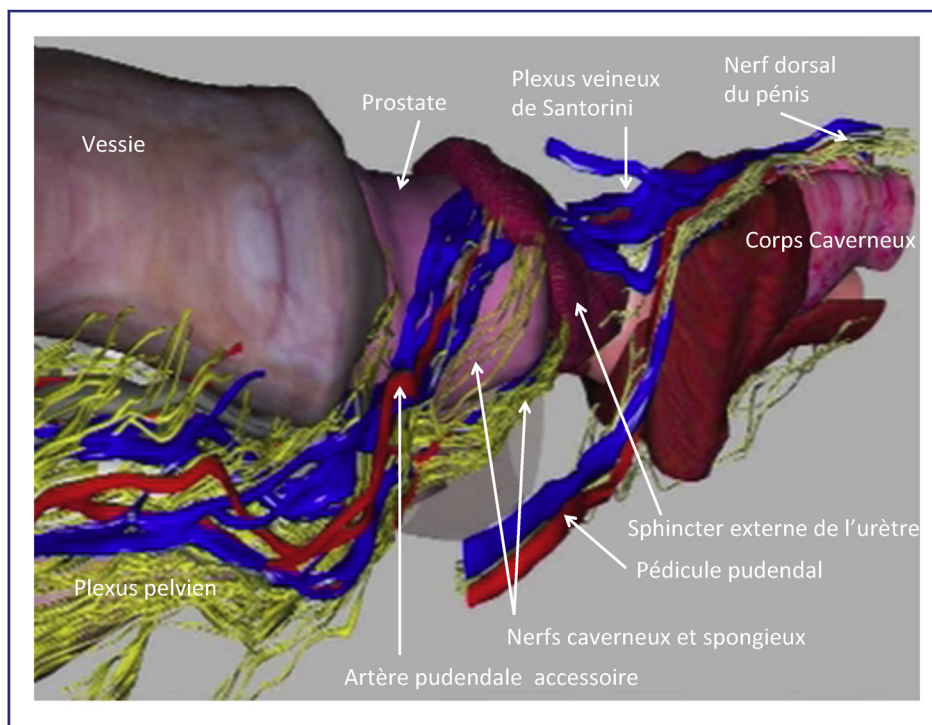 Nerf dorsal
du pénis
Plexus veineux
de Santorini
Prostate
Vessie
Corps Caverneux
Sphincter externe de l’urètre
Pédicule pudendal
Plexus pelvien
Nerfs caverneux et spongieux
Artère pudendale accessoire